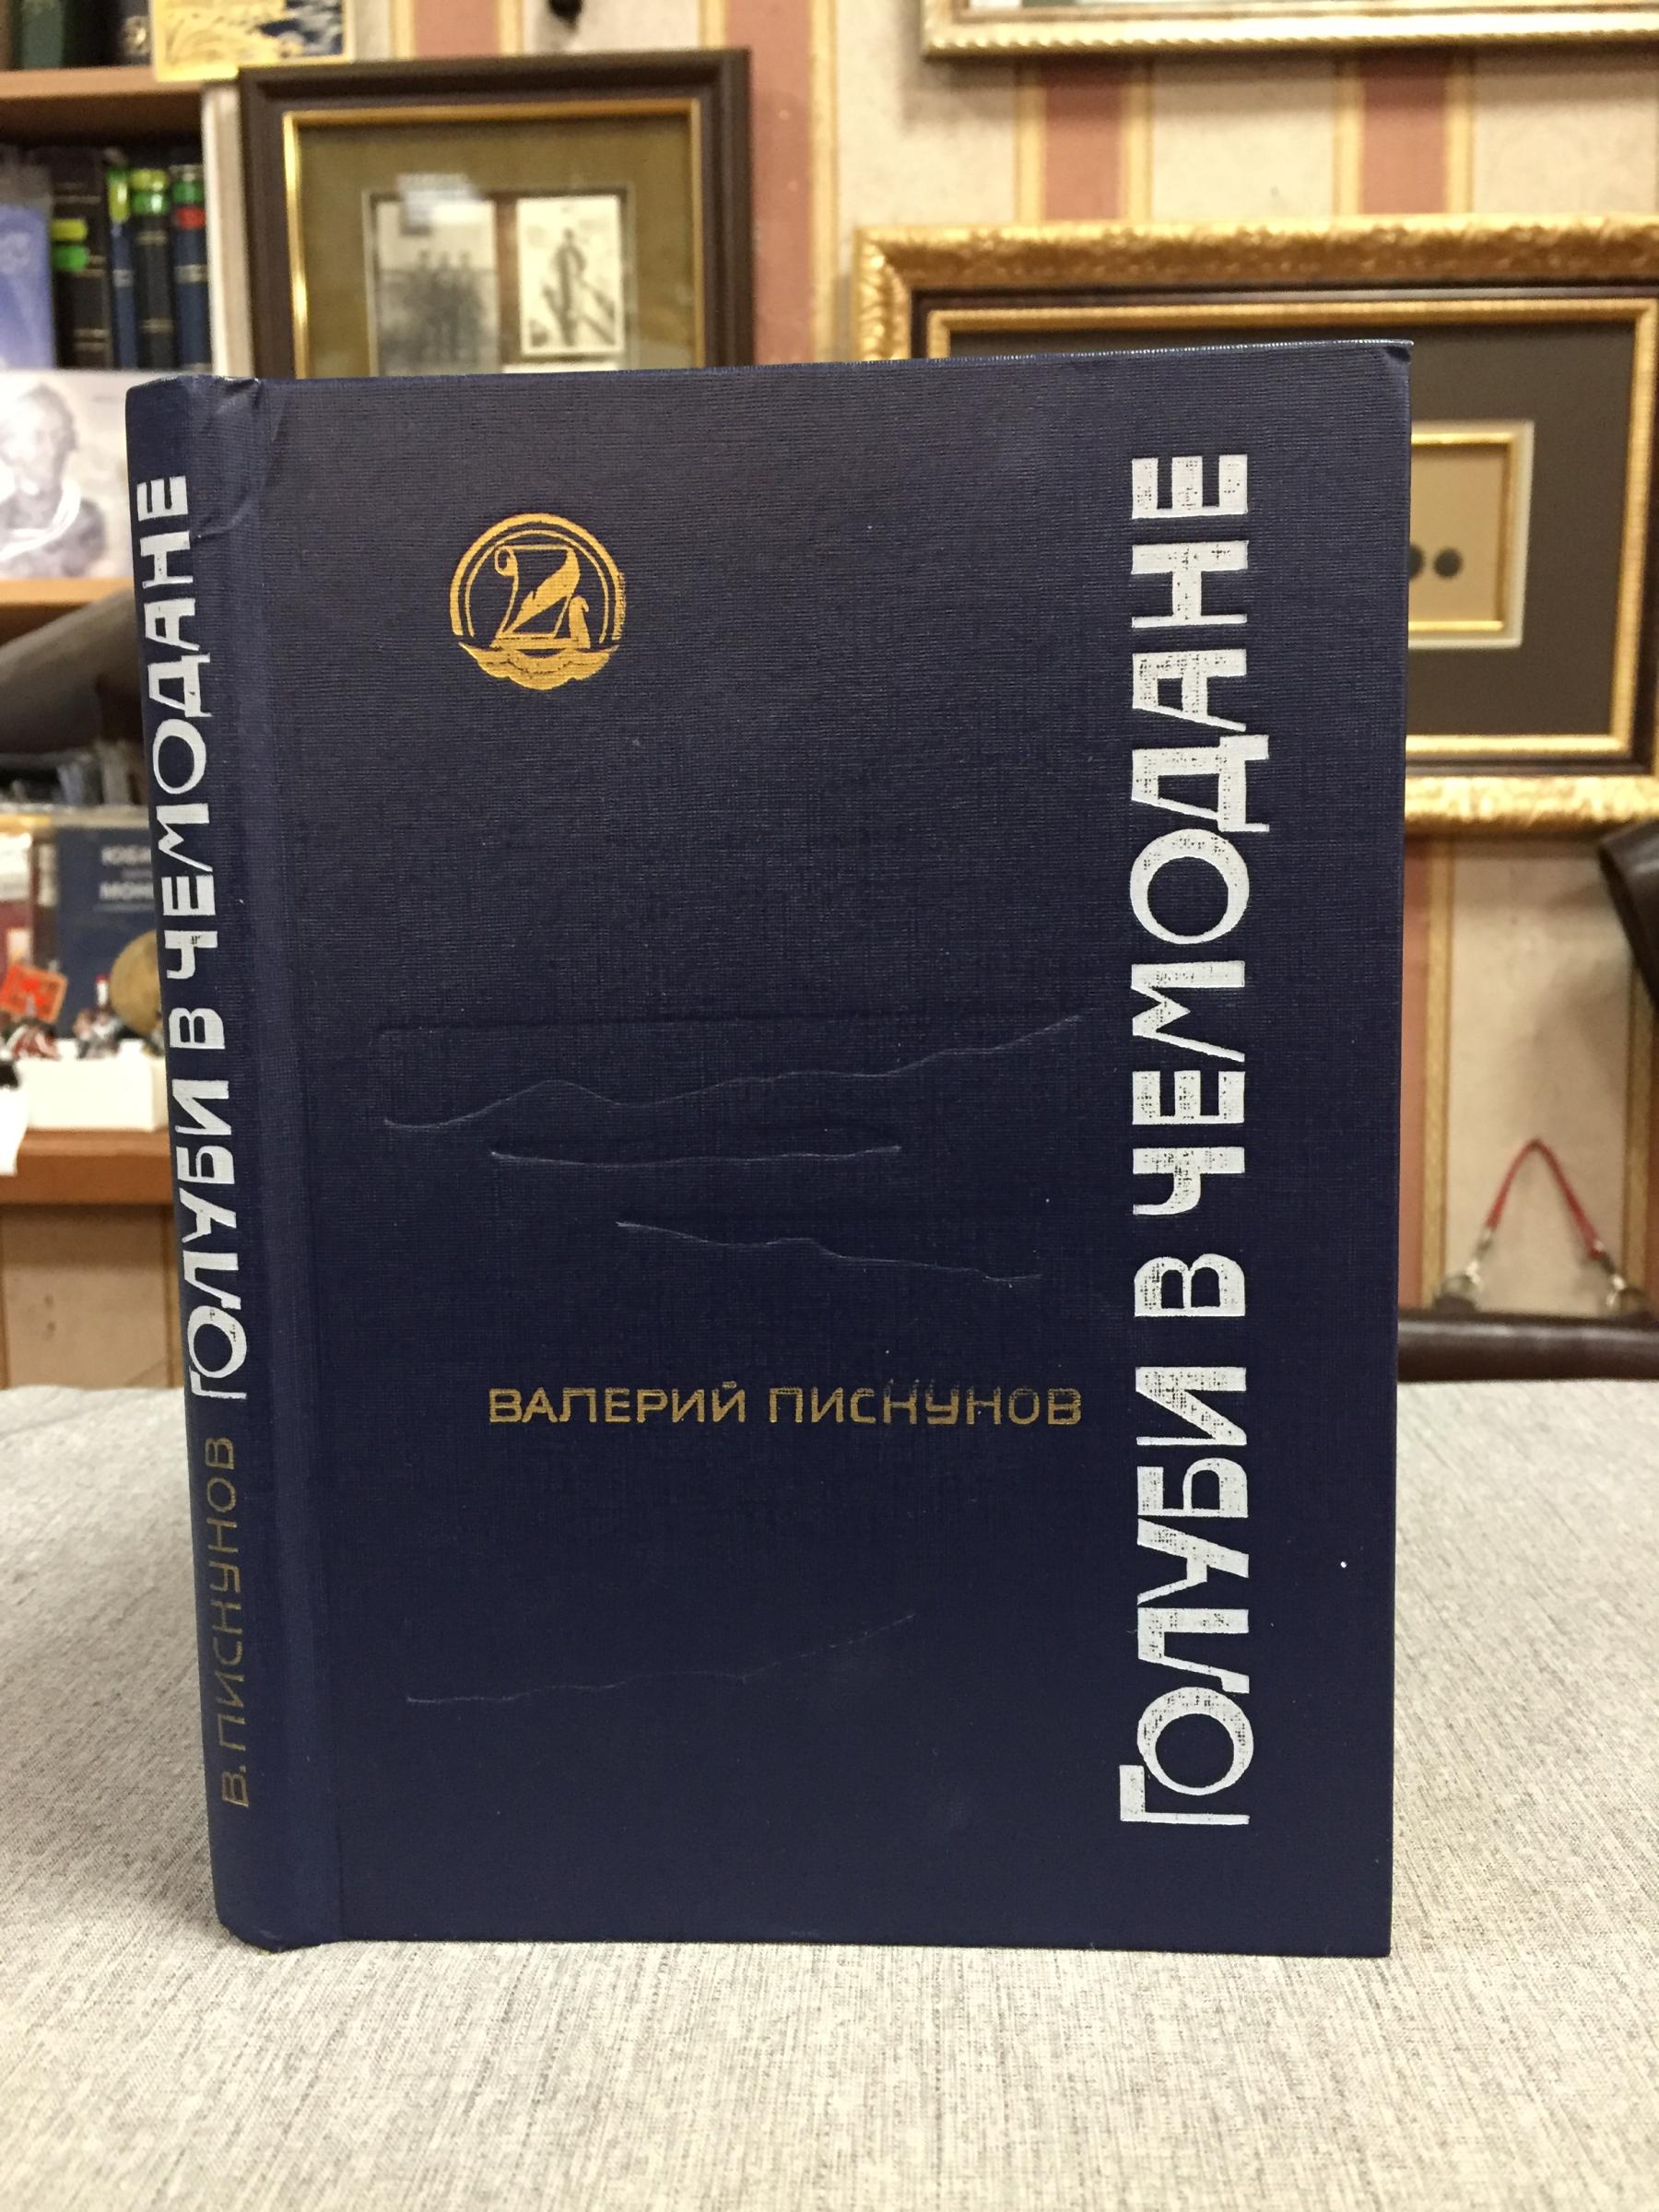 ВАЛЕРИЙ ПИСКУНОВ
ГОЛУБИ В ЧЕМОДАНЕ
В. ПИСКУНОВ ГОЛУБИ В ЧЕМОДАНЕ